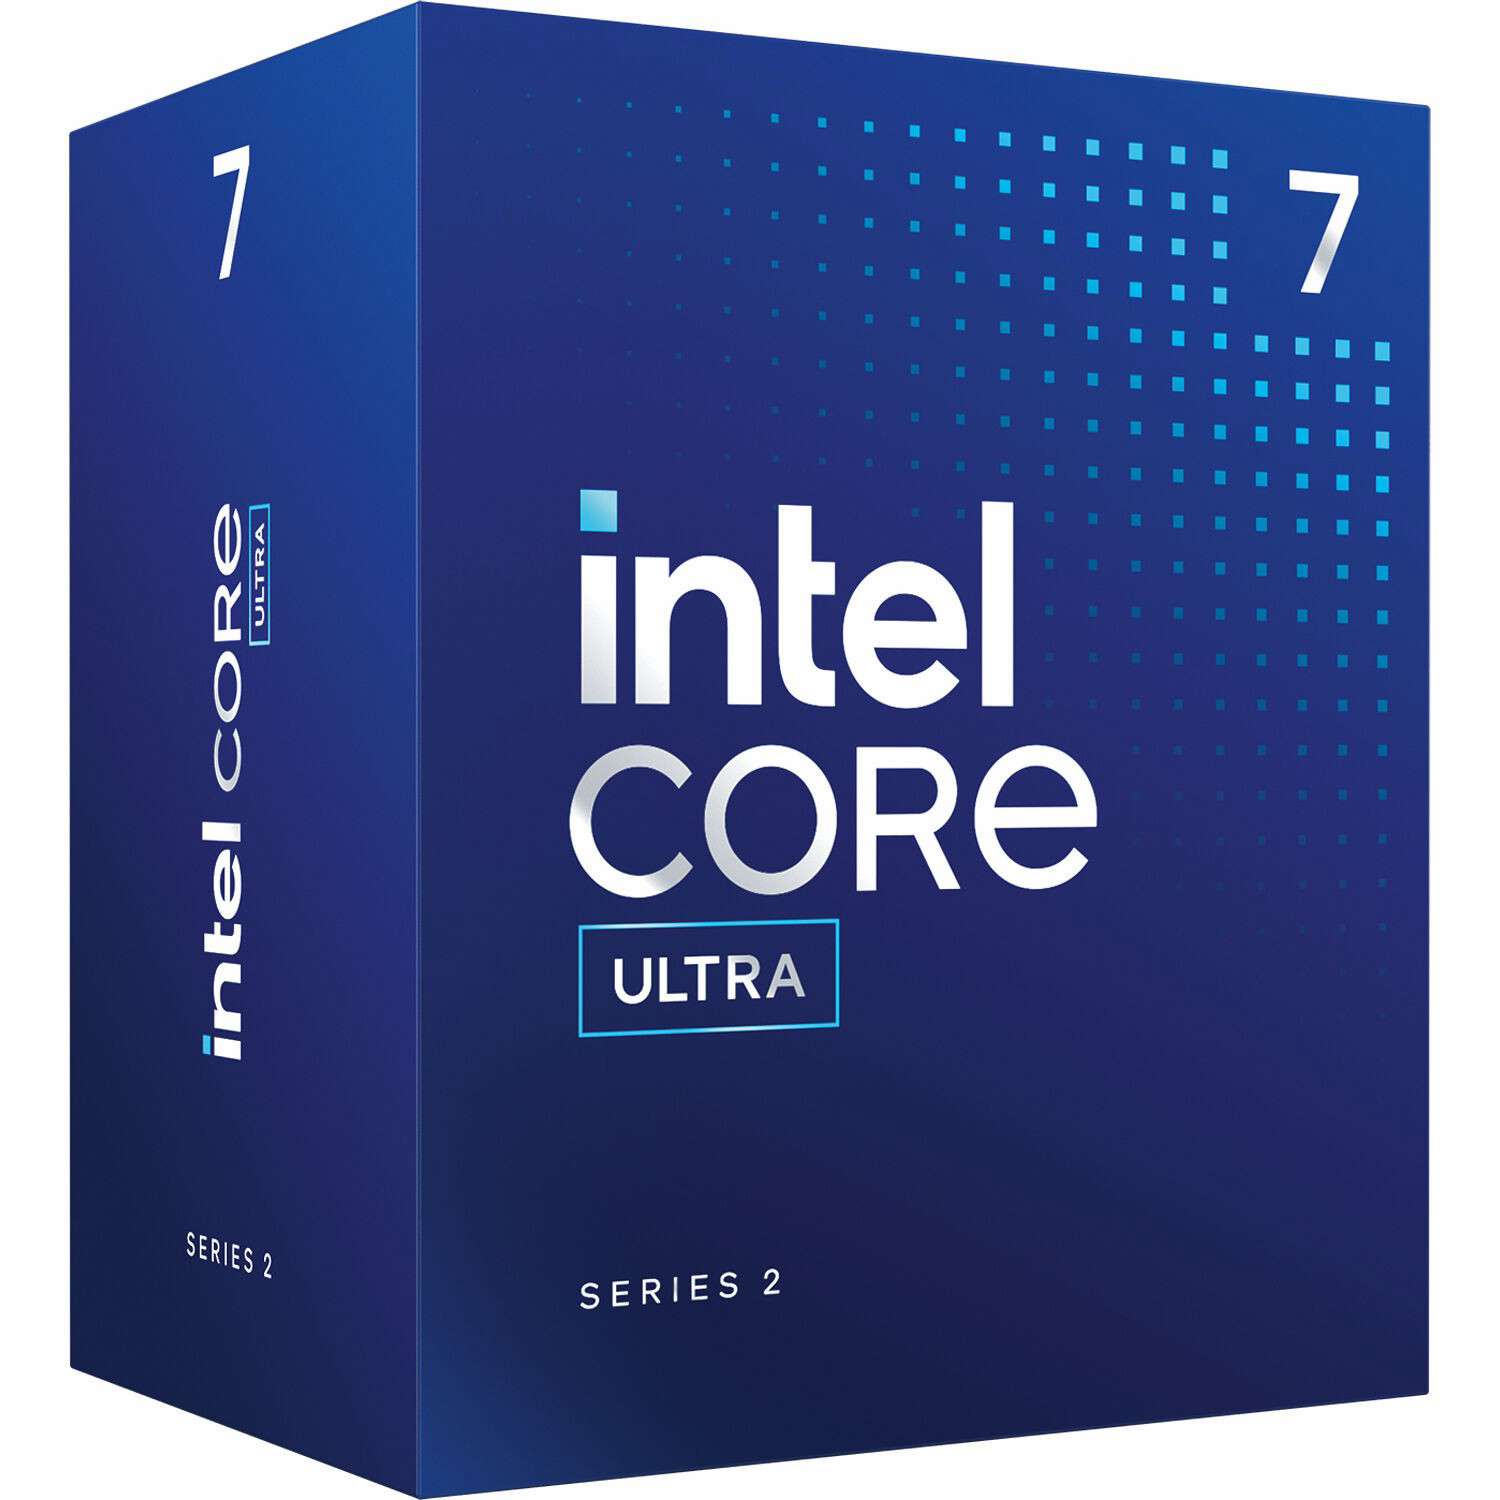 7
intel CORe
ULTRA
SERIES 2
7
intel
CORe
ULTRA
SERIES 2